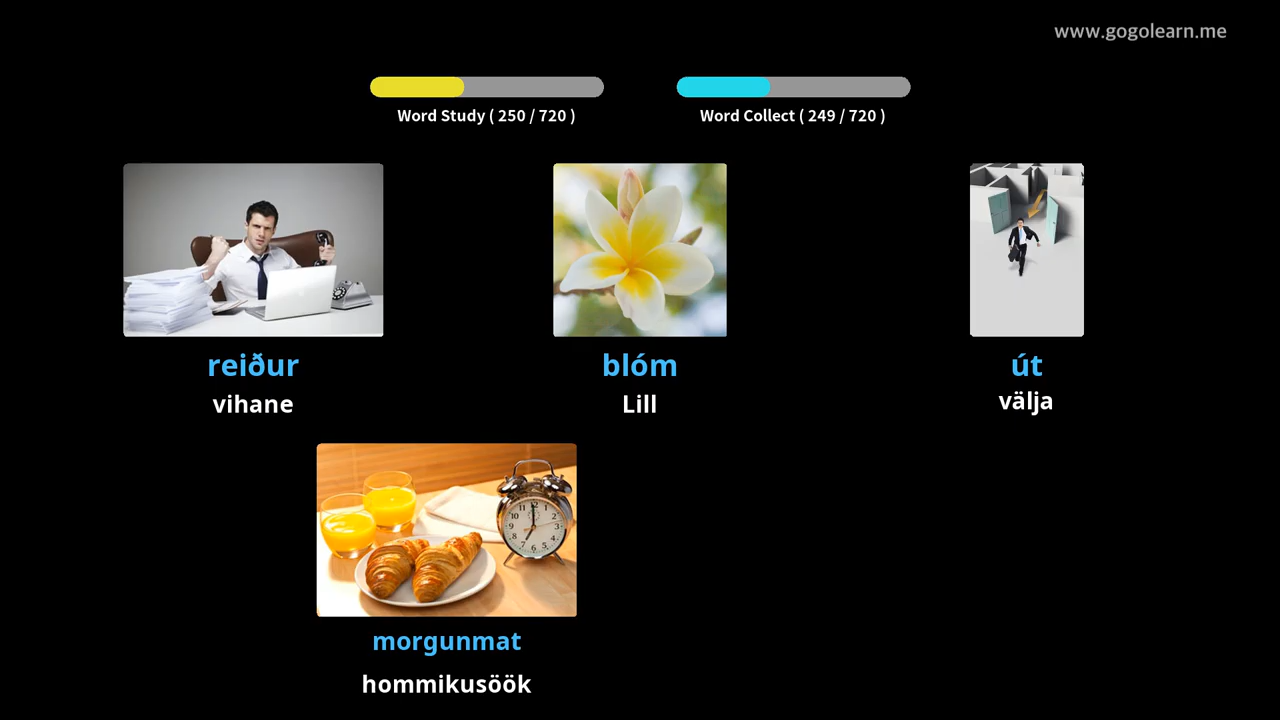 www.gogolearn.me
Word Study ( 250 / 720 )
Word Collect ( 249 / 720 )
reiður
blóm
út
vihane
Lill
välja
morgunmat
hommikusöök